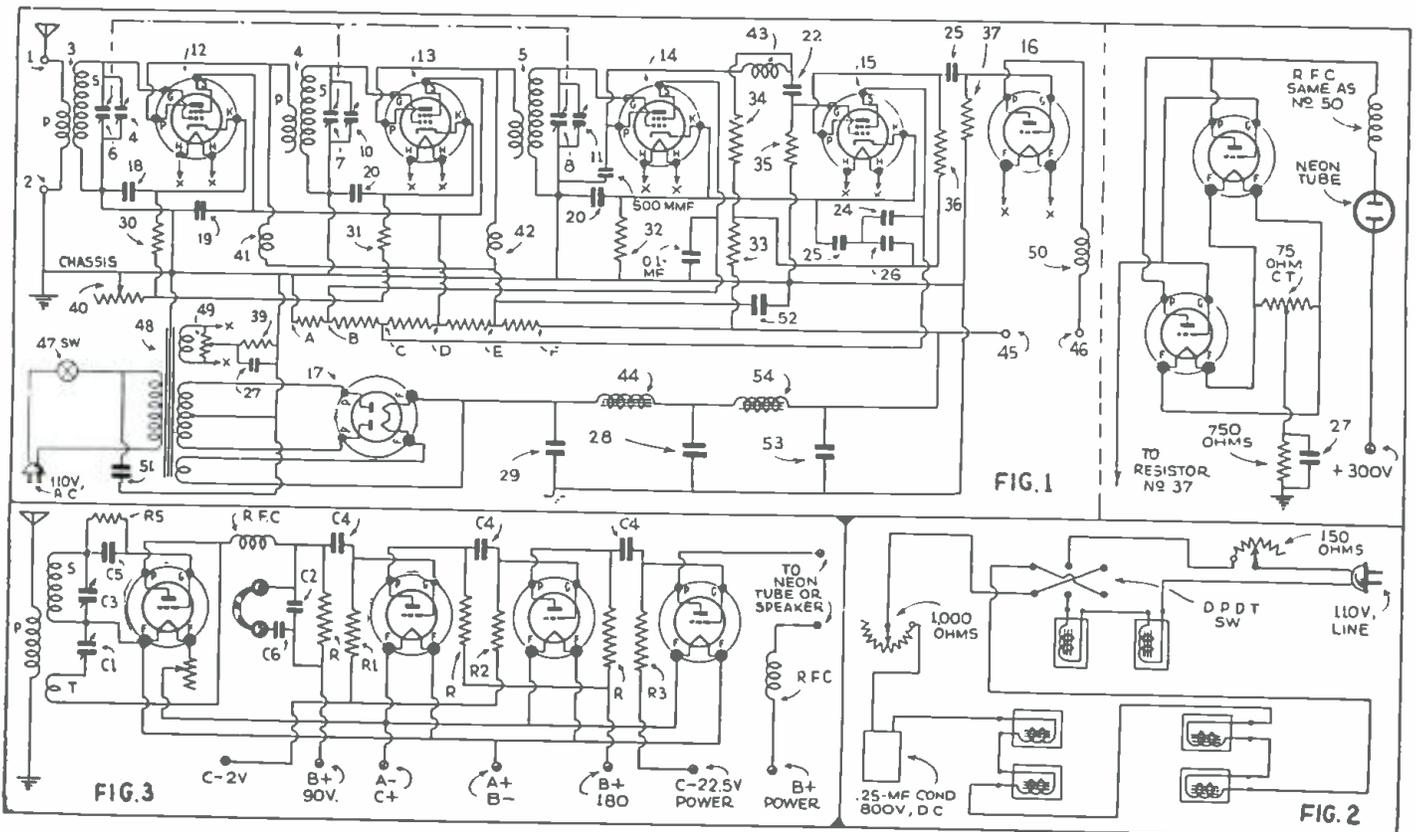 1
3
S
P
6
4
12
G
S
P
K
H
H
X
X
2
18
30
19
4
S
P
7
10
13
G
S
P
K
H
H
X
X
20
31
41
5
8
11
14
G
S
P
K
H
H
X
X
20
500 MMF
42
32
0.1-
MF
43
22
34
35
33
15
G
S
P
K
H
H
X
X
24
25
26
25
37
36
16
P
G
F
F
X
X
50
CHASSIS
40
A
B
C
D
E
F
52
45
46
47 SW
48
49
X
X
39
27
17
P
P
F
F
44
54
29
28
53
51
110V,
A C
FIG. 1
R F C
SAME AS
Nº 50
NEON
TUBE
P
G
F
F
P
G
F
F
75
OHM
C T
750
OHMS
27
+ 300V
TO
RESISTOR
Nº 37
R5
R F C
C4
C4
C4
S
C5
C3
P
C1
T
P
G
F
F
C2
C6
R
R1
P
G
F
F
R
R2
P
G
F
F
R
R3
P
G
F
F
TO
NEON
TUBE OR
SPEAKER
R F C
C-2V
B+
90V.
A-
C+
A+
B-
B+
180
C-22.5V
POWER
B+
POWER
FIG. 3
1,000
OHMS
150
OHMS
D P D T
SW
110V,
LINE
.25-MF COND
800V, D C
FIG. 2